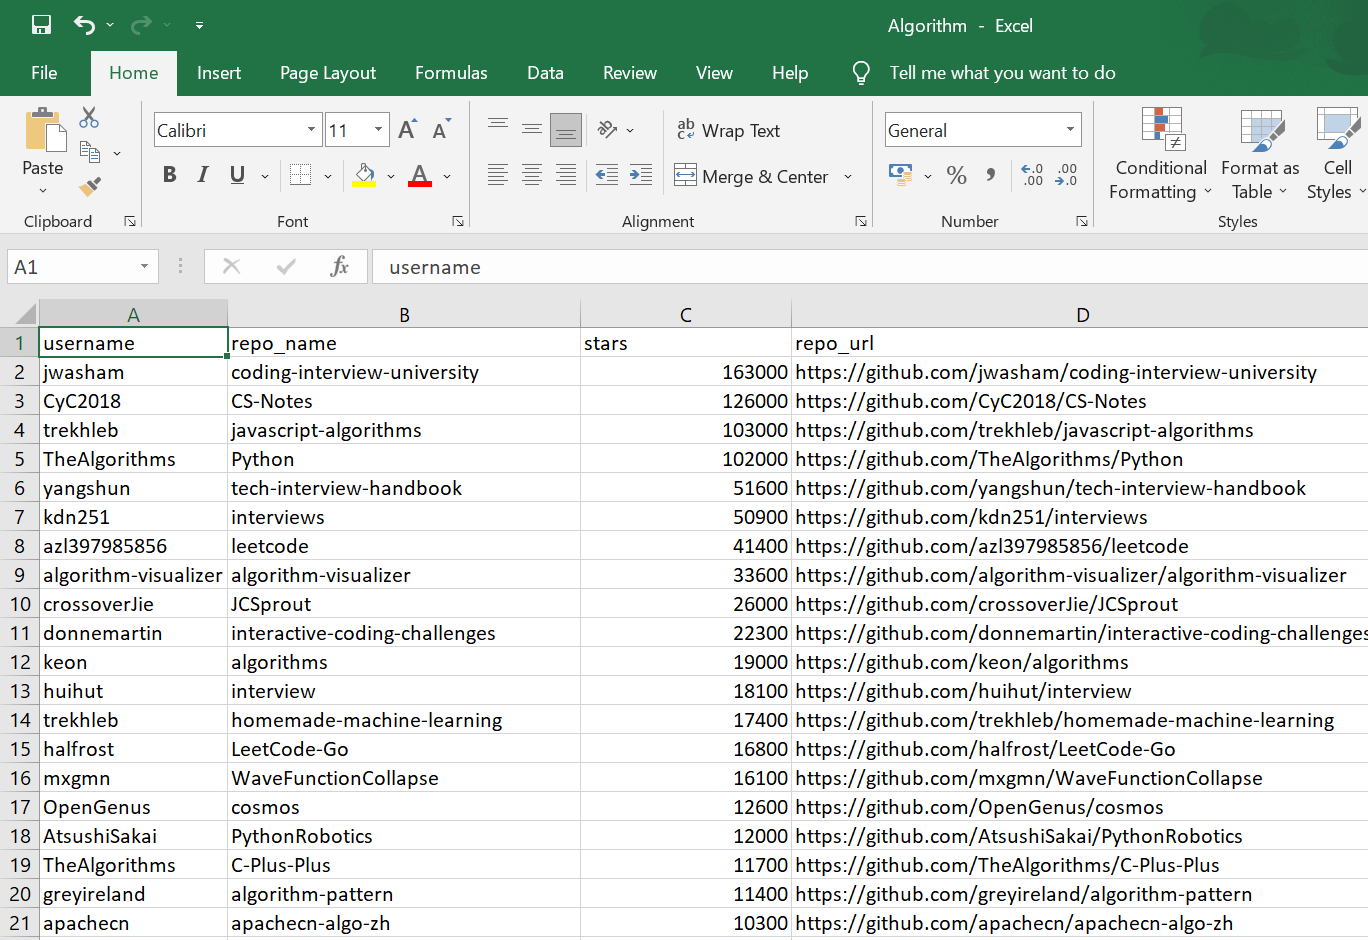 Algorithm - Excel
File Home Insert Page Layout Formulas Data Review View Help Tell me what you want to do
Calibri 11 A A ab c Wrap Text General
Paste Conditional Format as Cell
B I U A Merge & Center % , .0 .00 .00 .0 Formatting Table Styles
Clipboard Font Alignment Number Styles
A1 fx username
A B C D
1 username repo_name stars repo_url
2 jwasham coding-interview-university 163000 https://github.com/jwasham/coding-interview-university
3 CyC2018 CS-Notes 126000 https://github.com/CyC2018/CS-Notes
4 trekhleb javascript-algorithms 103000 https://github.com/trekhleb/javascript-algorithms
5 TheAlgorithms Python 102000 https://github.com/TheAlgorithms/Python
6 yangshun tech-interview-handbook 51600 https://github.com/yangshun/tech-interview-handbook
7 kdn251 interviews 50900 https://github.com/kdn251/interviews
8 azl397985856 leetcode 41400 https://github.com/azl397985856/leetcode
9 algorithm-visualizer algorithm-visualizer 33600 https://github.com/algorithm-visualizer/algorithm-visualizer
10 crossoverJie JCSprout 26000 https://github.com/crossoverJie/JCSprout
11 donnemartin interactive-coding-challenges 22300 https://github.com/donnemartin/interactive-coding-challenges
12 keon algorithms 19000 https://github.com/keon/algorithms
13 huihut interview 18100 https://github.com/huihut/interview
14 trekhleb homemade-machine-learning 17400 https://github.com/trekhleb/homemade-machine-learning
15 halfrost LeetCode-Go 16800 https://github.com/halfrost/LeetCode-Go
16 mxgmn WaveFunctionCollapse 16100 https://github.com/mxgmn/WaveFunctionCollapse
17 OpenGenus cosmos 12600 https://github.com/OpenGenus/cosmos
18 AtsushiSakai PythonRobotics 12000 https://github.com/AtsushiSakai/PythonRobotics
19 TheAlgorithms C-Plus-Plus 11700 https://github.com/TheAlgorithms/C-Plus-Plus
20 greyireland algorithm-pattern 11400 https://github.com/greyireland/algorithm-pattern
21 apachecn apachecn-algo-zh 10300 https://github.com/apachecn/apachecn-algo-zh